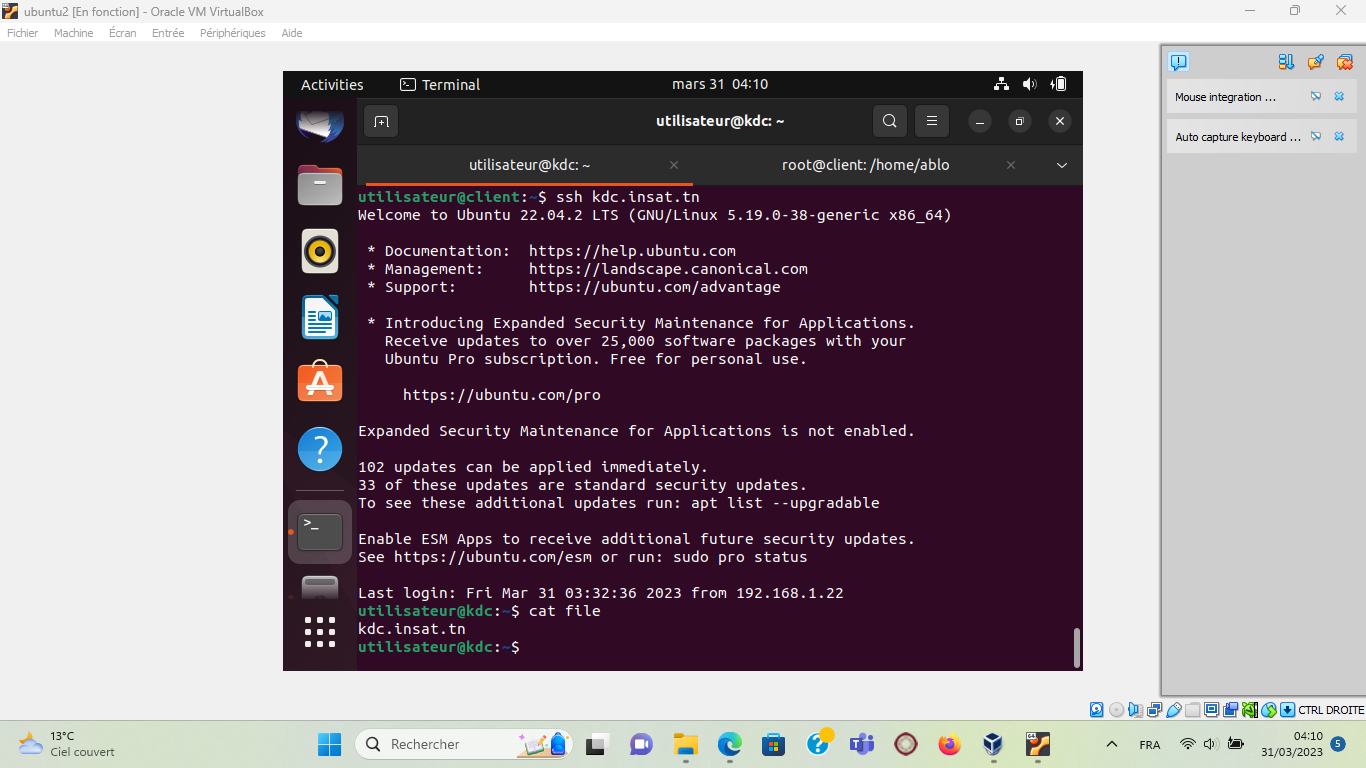 ubuntu2 [En fonction] - Oracle VM VirtualBox
Fichier Machine Écran Entrée Périphériques Aide
Activities Terminal mars 31 04:10
utilisateur@kdc: ~
utilisateur@kdc: ~ root@client: /home/ablo
utilisateur@client:~$ ssh kdc.insat.tn
Welcome to Ubuntu 22.04.2 LTS (GNU/Linux 5.19.0-38-generic x86_64)
* Documentation: https://help.ubuntu.com
* Management: https://landscape.canonical.com
* Support: https://ubuntu.com/advantage
* Introducing Expanded Security Maintenance for Applications.
Receive updates to over 25,000 software packages with your
Ubuntu Pro subscription. Free for personal use.
https://ubuntu.com/pro
Expanded Security Maintenance for Applications is not enabled.
102 updates can be applied immediately.
33 of these updates are standard security updates.
To see these additional updates run: apt list --upgradable
Enable ESM Apps to receive additional future security updates.
See https://ubuntu.com/esm or run: sudo pro status
Last login: Fri Mar 31 03:32:36 2023 from 192.168.1.22
utilisateur@kdc:~$ cat file
kdc.insat.tn
utilisateur@kdc:~$
Mouse integration ...
Auto capture keyboard ...
CTRL DROITE
13°C
Ciel couvert
Rechercher
FRA
04:10
31/03/2023
5